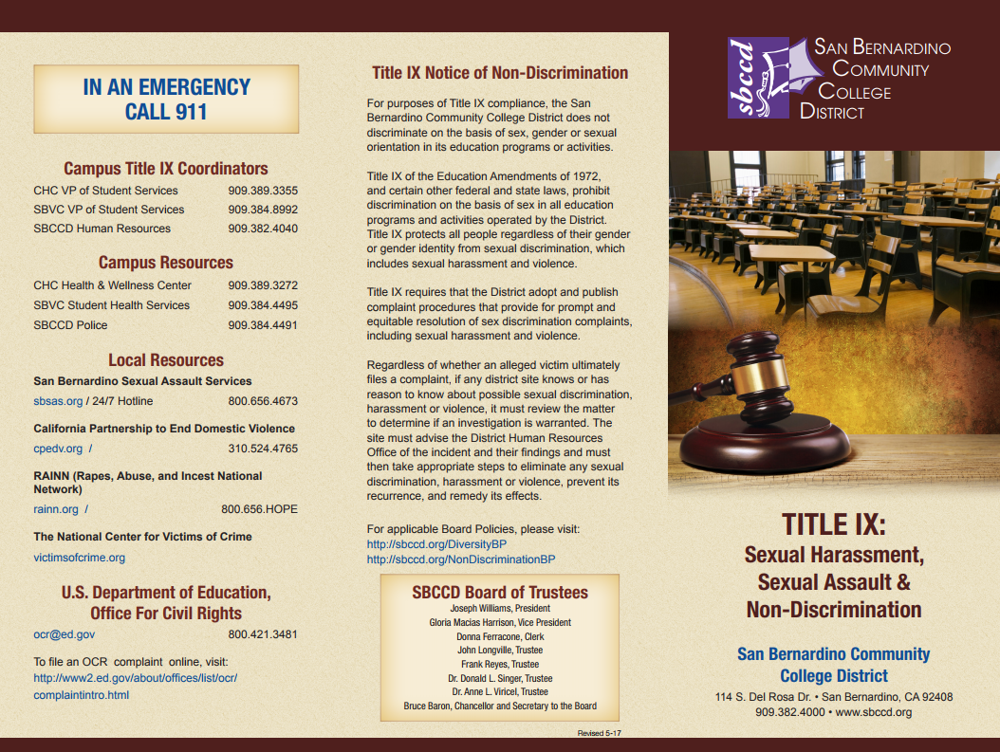 IN AN EMERGENCY
CALL 911
Campus Title IX Coordinators
CHC VP of Student Services 909.389.3355
SBVC VP of Student Services 909.384.8992
SBCCD Human Resources 909.382.4040
Campus Resources
CHC Health & Wellness Center 909.389.3272
SBVC Student Health Services 909.384.4495
SBCCD Police 909.384.4491
Local Resources
San Bernardino Sexual Assault Services
sbsas.org / 24/7 Hotline 800.656.4673
California Partnership to End Domestic Violence
cpedv.org / 310.524.4765
RAINN (Rapes, Abuse, and Incest National
Network)
rainn.org / 800.656.HOPE
The National Center for Victims of Crime
victimsofcrime.org
U.S. Department of Education,
Office For Civil Rights
ocr@ed.gov 800.421.3481
To file an OCR complaint online, visit:
http://www2.ed.gov/about/offices/list/ocr/
complaintintro.html
Title IX Notice of Non-Discrimination
For purposes of Title IX compliance, the San
Bernardino Community College District does not
discriminate on the basis of sex, gender or sexual
orientation in its education programs or activities.
Title IX of the Education Amendments of 1972,
and certain other federal and state laws, prohibit
discrimination on the basis of sex in all education
programs and activities operated by the District.
Title IX protects all people regardless of their gender
or gender identity from sexual discrimination, which
includes sexual harassment and violence.
Title IX requires that the District adopt and publish
complaint procedures that provide for prompt and
equitable resolution of sex discrimination complaints,
including sexual harassment and violence.
Regardless of whether an alleged victim ultimately
files a complaint, if any district site knows or has
reason to know about possible sexual discrimination,
harassment or violence, it must review the matter
to determine if an investigation is warranted. The
site must advise the District Human Resources
Office of the incident and their findings and must
then take appropriate steps to eliminate any sexual
discrimination, harassment or violence, prevent its
recurrence, and remedy its effects.
For applicable Board Policies, please visit:
http://sbccd.org/DiversityBP
http://sbccd.org/NonDiscriminationBP
SBCCD Board of Trustees
Joseph Williams, President
Gloria Macias Harrison, Vice President
Donna Ferracone, Clerk
John Longville, Trustee
Frank Reyes, Trustee
Dr. Donald L. Singer, Trustee
Dr. Anne L. Viricel, Trustee
Bruce Baron, Chancellor and Secretary to the Board
Revised 5-17
sbccd
SAN BERNARDINO
COMMUNITY
COLLEGE
DISTRICT
TITLE IX:
Sexual Harassment,
Sexual Assault &
Non-Discrimination
San Bernardino Community
College District
114 S. Del Rosa Dr. • San Bernardino, CA 92408
909.382.4000 • www.sbccd.org